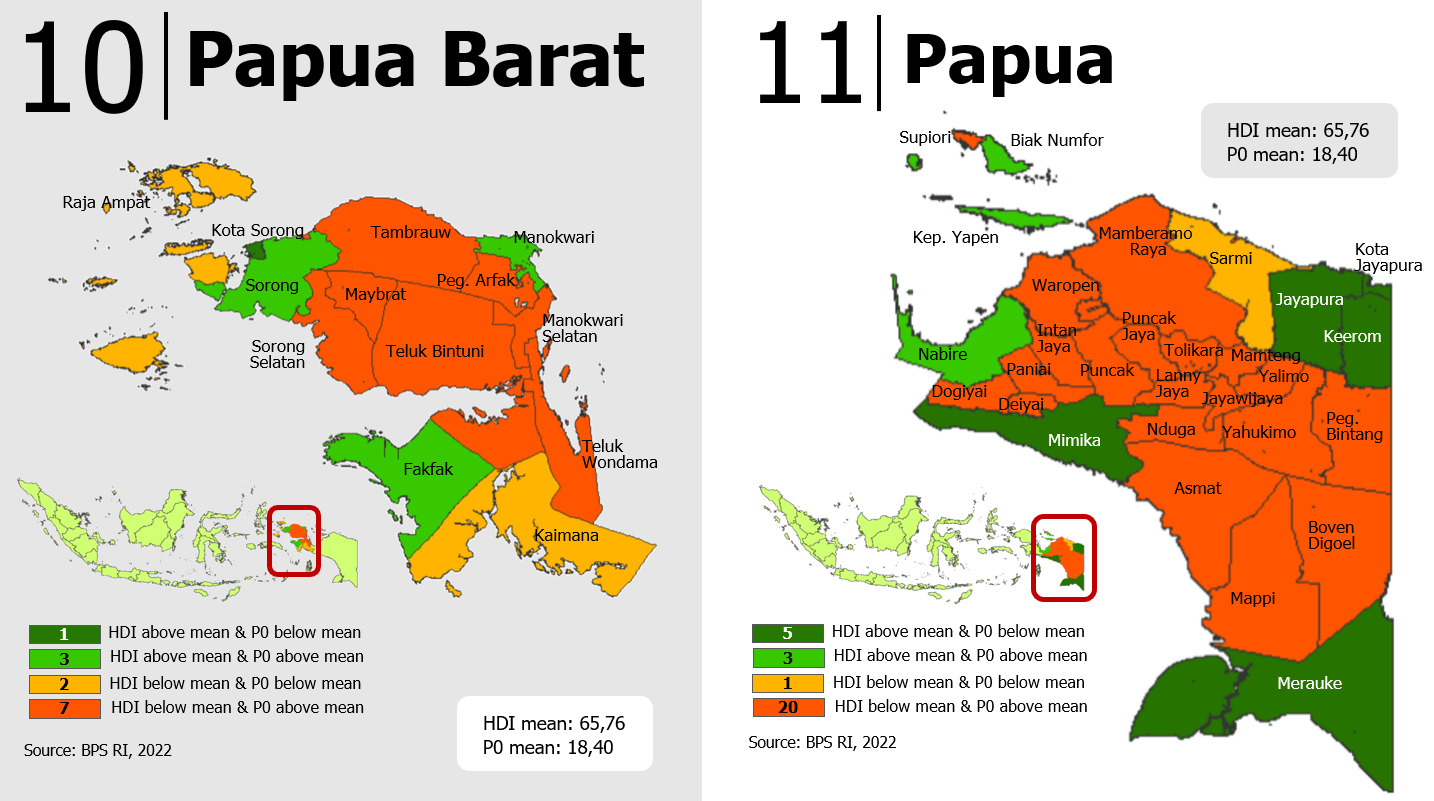 10 Papua Barat
Raja Ampat
Kota Sorong
Tambrauw
Manokwari
Sorong
Maybrat
Peg. Arfak
Manokwari
Selatan
Sorong
Selatan
Teluk Bintuni
Fakfak
Teluk
Wondama
Kaimana
1 HDI above mean & P0 below mean
3 HDI above mean & P0 above mean
2 HDI below mean & P0 below mean
7 HDI below mean & P0 above mean
HDI mean: 65,76
P0 mean: 18,40
Source: BPS RI, 2022
11 Papua
HDI mean: 65,76
P0 mean: 18,40
Supiori
Biak Numfor
Kep. Yapen
Mamberamo
Raya
Sarmi
Kota
Jayapura
Waropen
Jayapura
Keerom
Nabire
Intan
Jaya
Puncak
Jaya
Tolikara
Mamteng
Paniai
Puncak
Lanny
Jaya
Yalimo
Dogiyai
Deiyai
Jayawijaya
Mimika
Nduga
Yahukimo
Peg.
Bintang
Asmat
Boven
Digoel
Mappi
Merauke
5 HDI above mean & P0 below mean
3 HDI above mean & P0 above mean
1 HDI below mean & P0 below mean
20 HDI below mean & P0 above mean
Source: BPS RI, 2022